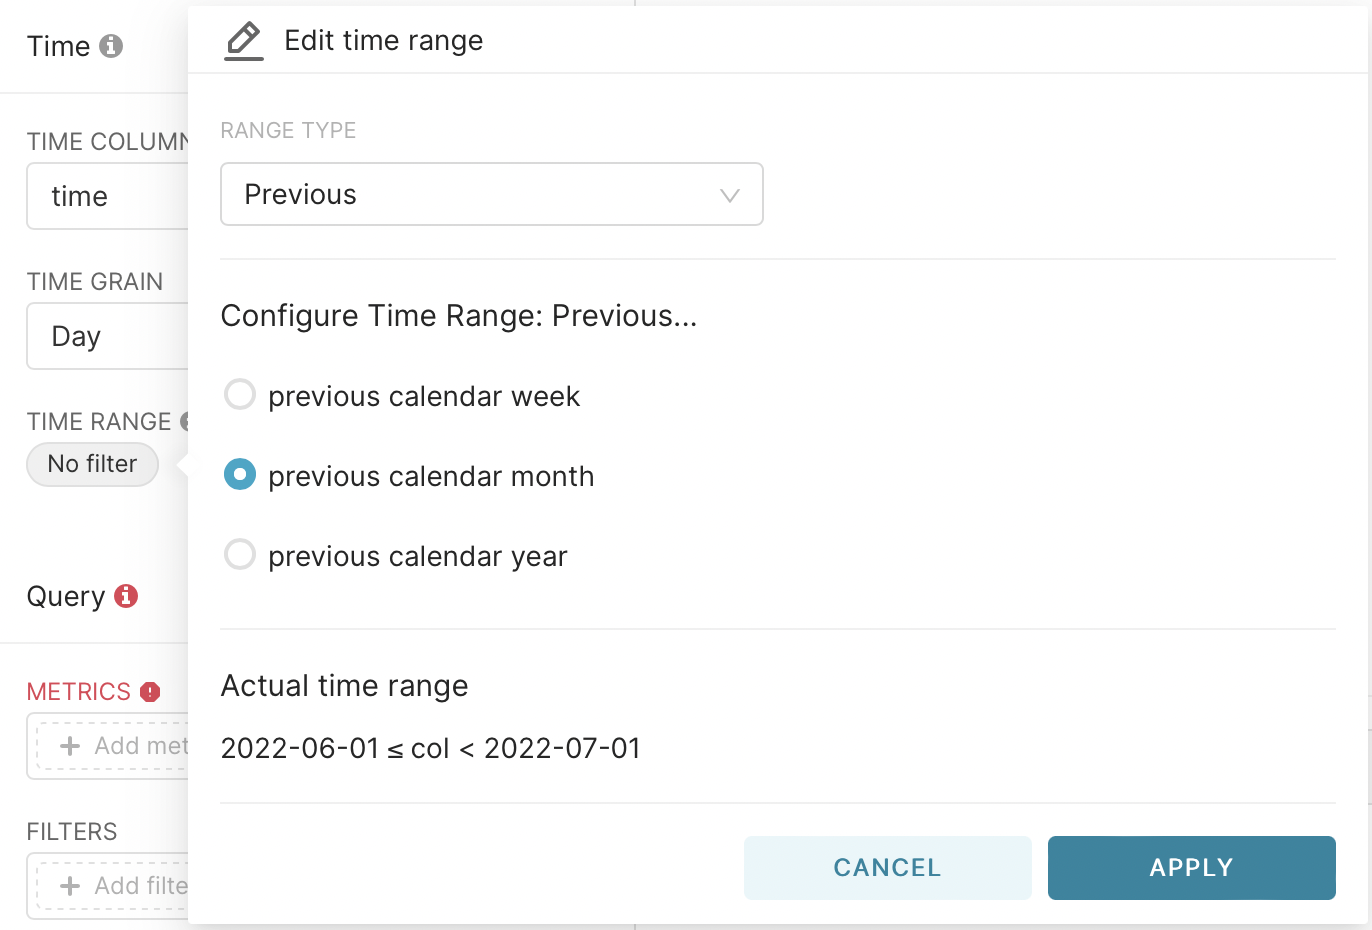 Time
TIME COLUMN
time
TIME GRAIN
Day
TIME RANGE
No filter
Query
METRICS
+ Add met
FILTERS
+ Add filte
Edit time range
RANGE TYPE
Previous
Configure Time Range: Previous...
previous calendar week
previous calendar month
previous calendar year
Actual time range
2022-06-01 ≤ col < 2022-07-01
CANCEL
APPLY